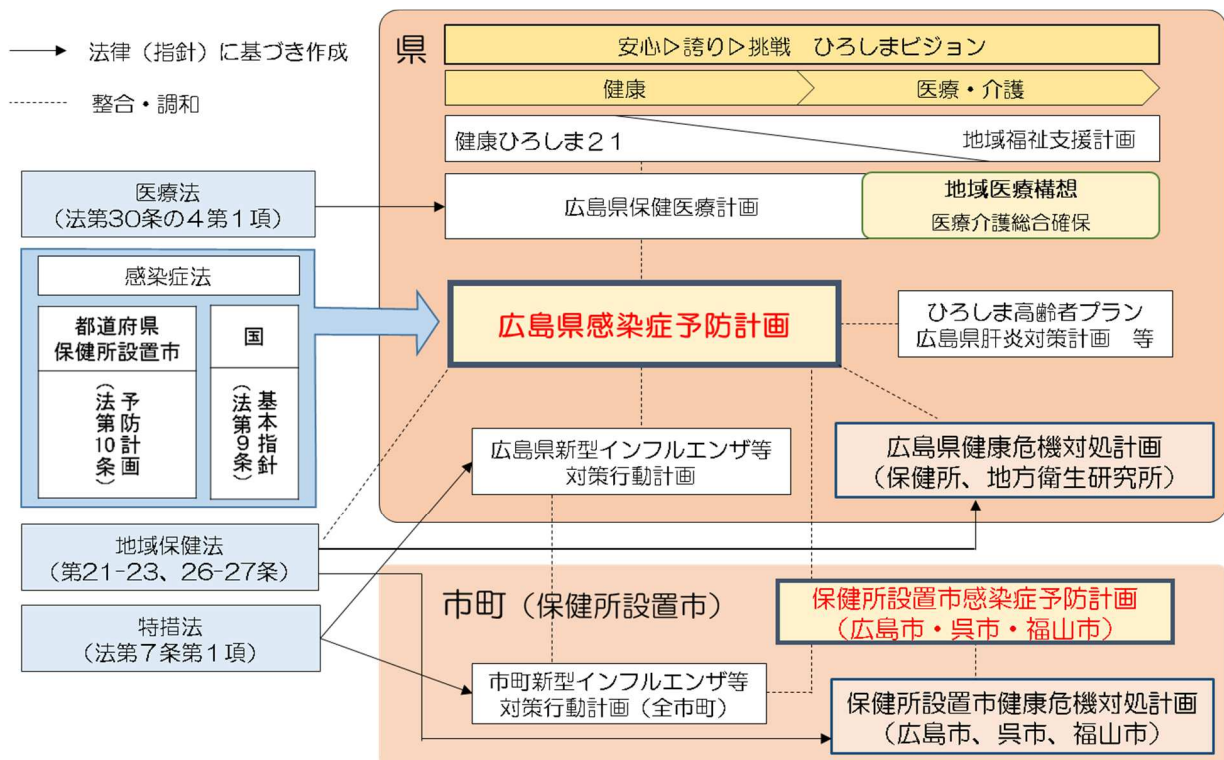 法律（指針）に基づき作成
整合・調和
県
安心▷誇り▷挑戦 ひろしまビジョン
健康
医療・介護
健康ひろしま２１
地域福祉支援計画
医療法
（法第30条の４第１項）
広島県保健医療計画
地域医療構想
医療介護総合確保
感染症法
都道府県
保健所設置市
予防計画
（法第10条）
国
基本指針
（法第９条）
広島県感染症予防計画
ひろしま高齢者プラン
広島県肝炎対策計画 等
広島県新型インフルエンザ等
対策行動計画
広島県健康危機対処計画
（保健所、地方衛生研究所）
地域保健法
（第21-23、26-27条）
特措法
（法第７条第１項）
市町（保健所設置市）
保健所設置市感染症予防計画
（広島市・呉市・福山市）
市町新型インフルエンザ等
対策行動計画（全市町）
保健所設置市健康危機対処計画
（広島市、呉市、福山市）